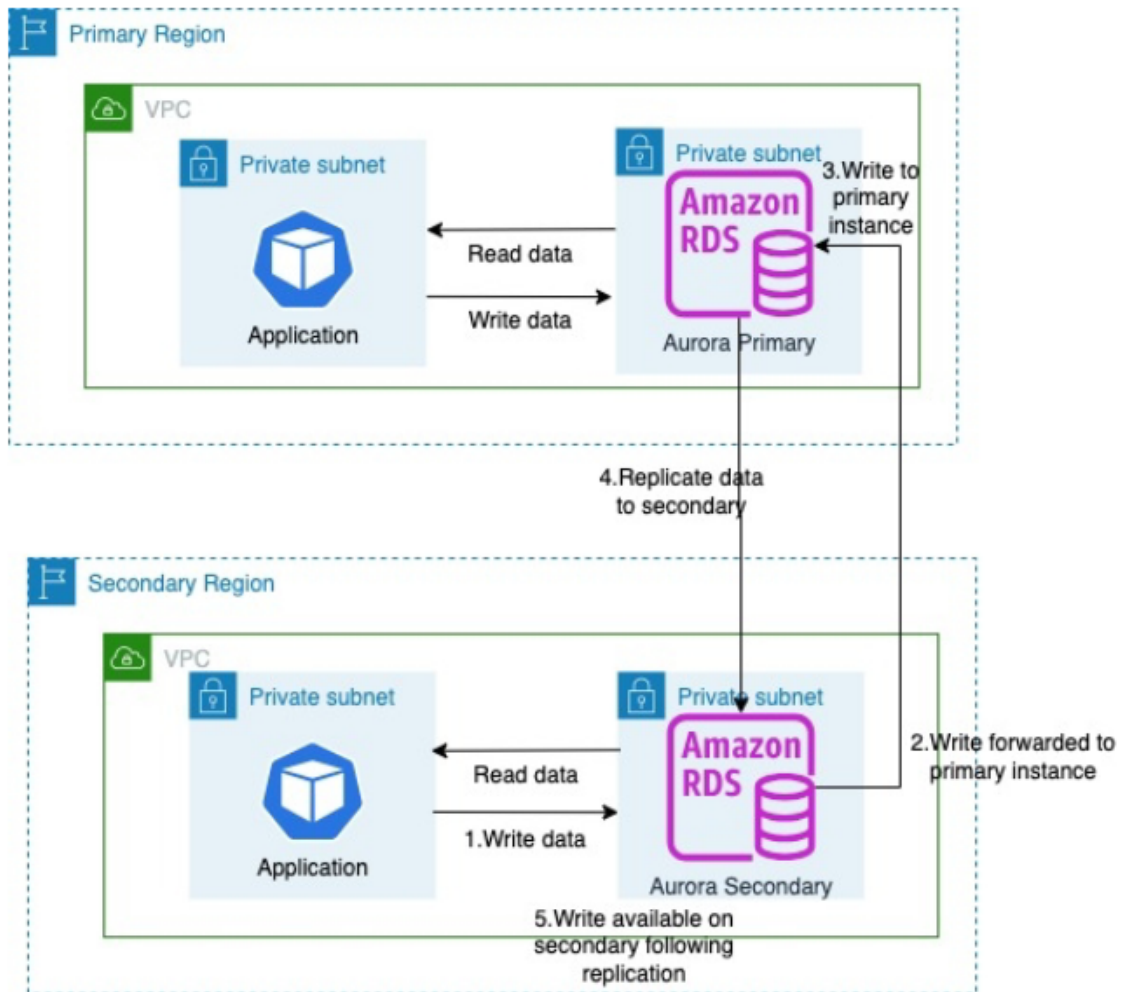 Primary Region
VPC
Private subnet
Application
Read data
Write data
Private subnet
Amazon
RDS
Aurora Primary
3.Write to
primary
instance
4.Replicate data
to secondary
Secondary Region
VPC
Private subnet
Application
Read data
1.Write data
Private subnet
Amazon
RDS
Aurora Secondary
2.Write forwarded to
primary instance
5.Write available on
secondary following
replication